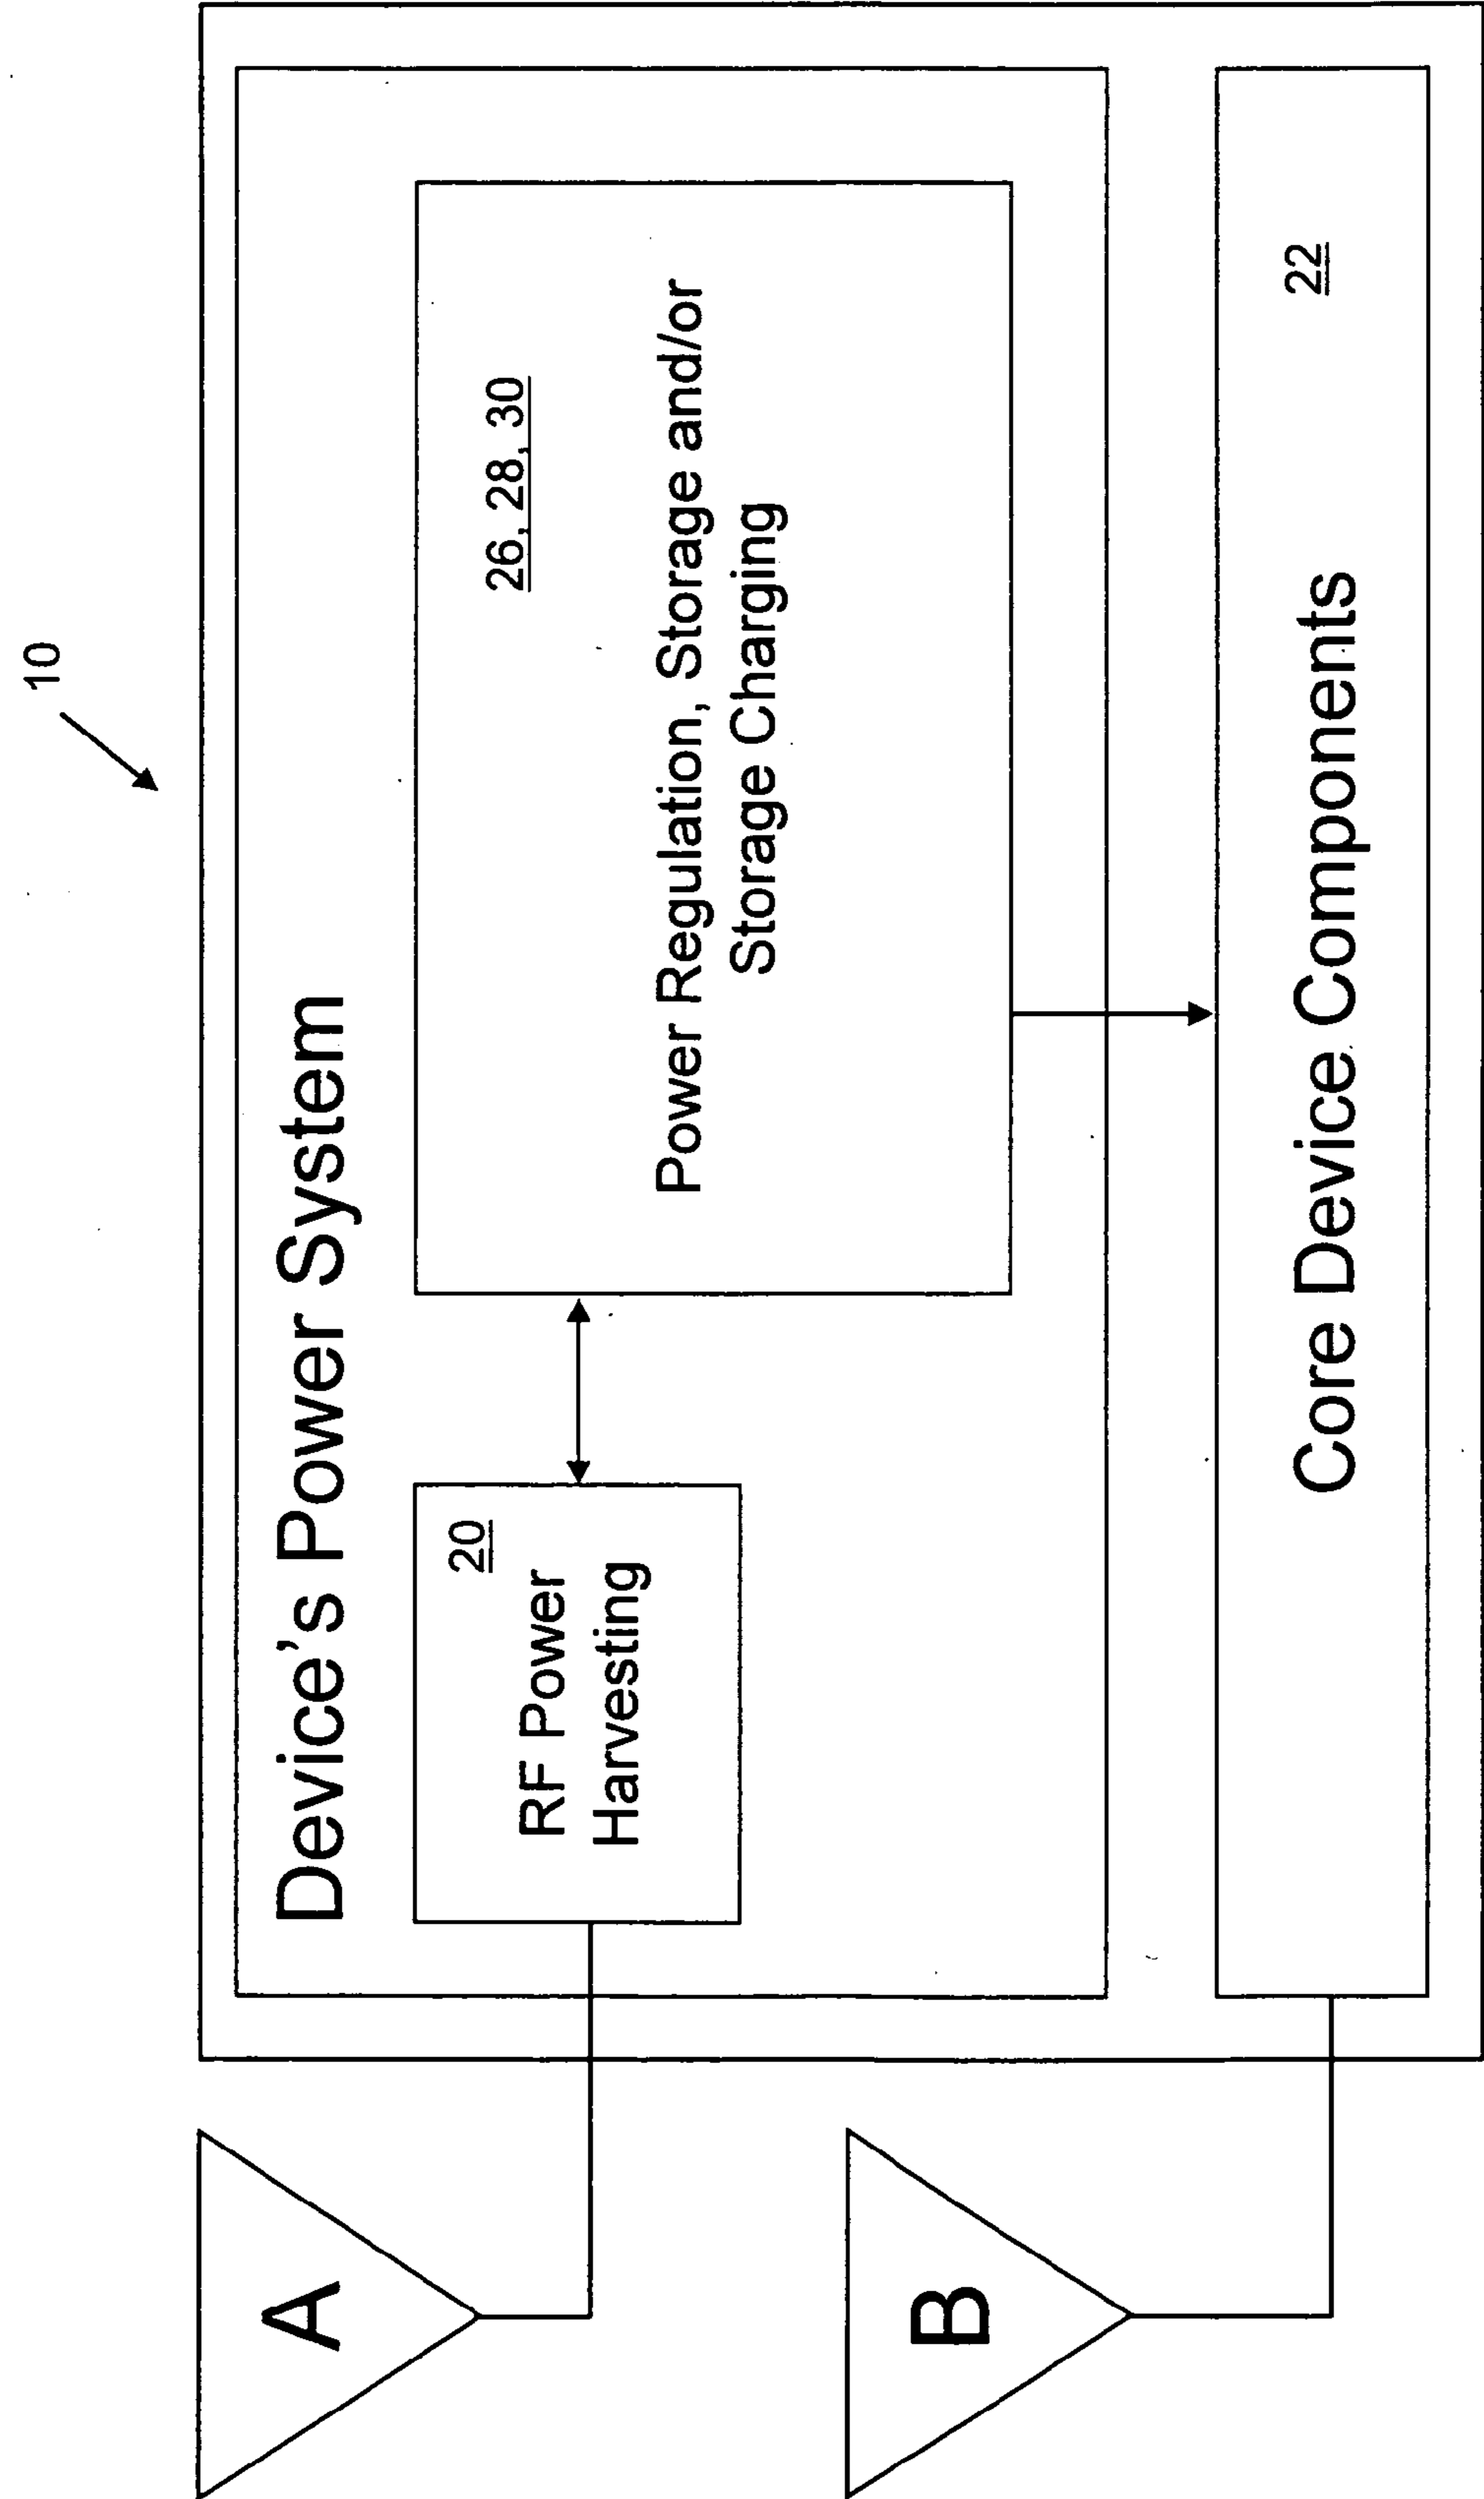 10
Device's Power System
26, 28, 30
Power Regulation, Storage and/or
Storage Charging
20
RF Power
Harvesting
A
22
Core Device Components
B